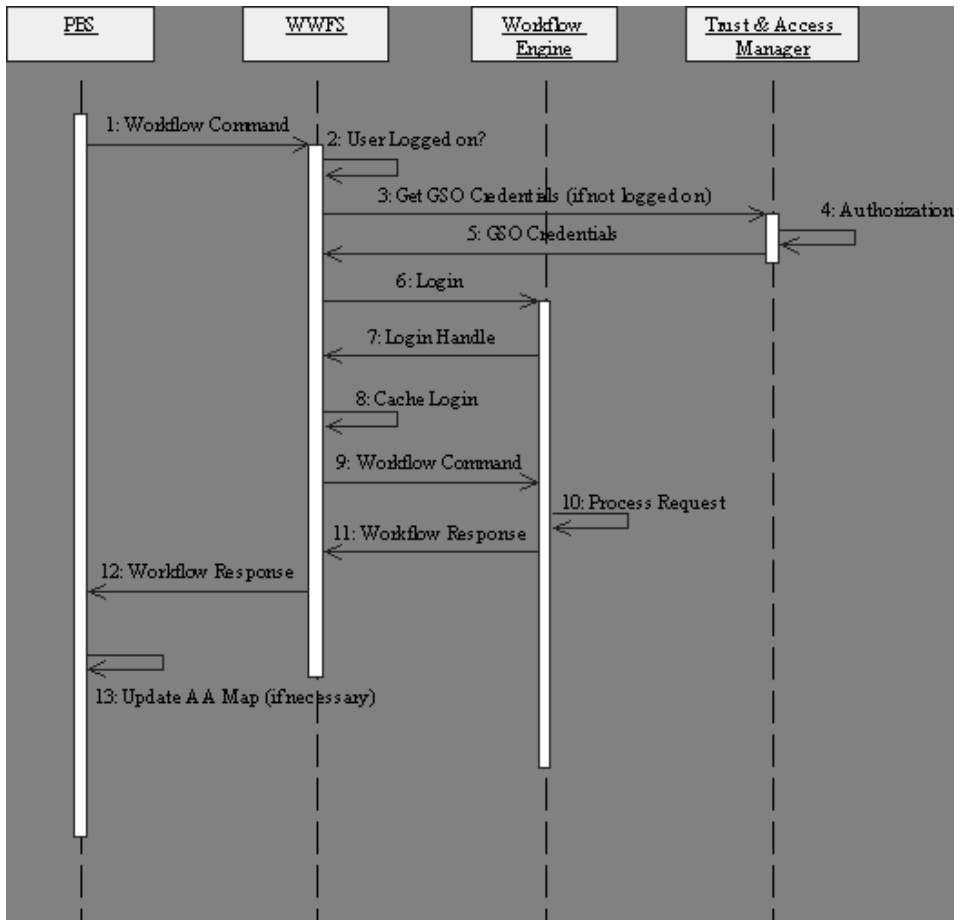 PBS
WWFS
Workflow
Engine
Trust & Access
Manager
1: Workflow Command
2: User Logged on?
3: Get GSO Credentials (if not logged on)
4: Authorization
5: GSO Credentials
6: Login
7: Login Handle
8: Cache Login
9: Workflow Command
10: Process Request
11: Workflow Response
12: Workflow Response
13: Update AA Map (if necessary)